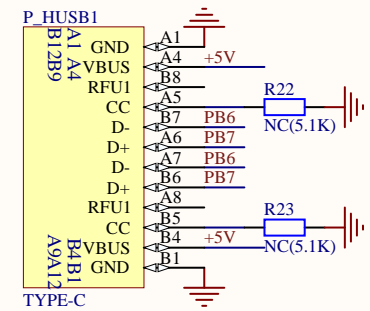 P_HUSB1
A1 A4
B12B9
GND A1
VBUS A4 +5V
RFU1 B8
CC A5 R22
NC(5.1K)
D- B7 PB6
D+ A6 PB7
D- A7 PB6
D+ B6 PB7
RFU1 A8
CC B5 R23
NC(5.1K)
VBUS B4 +5V
GND B1
B4B1
A9A12
TYPE-C